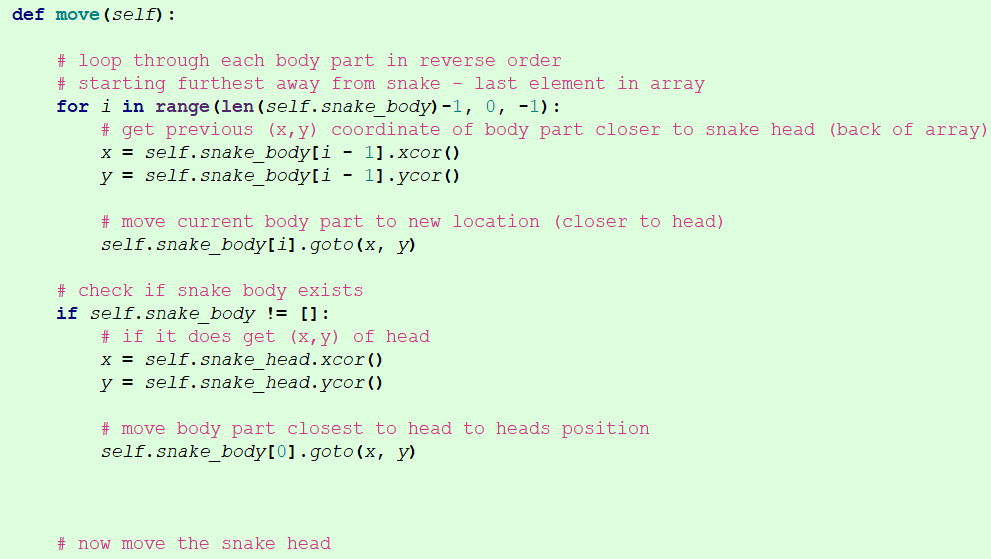 def move(self):
# loop through each body part in reverse order
# starting furthest away from snake - last element in array
for i in range(len(self.snake_body)-1, 0, -1):
# get previous (x,y) coordinate of body part closer to snake head (back of array)
x = self.snake_body[i - 1].xcor()
y = self.snake_body[i - 1].ycor()
# move current body part to new location (closer to head)
self.snake_body[i].goto(x, y)
# check if snake body exists
if self.snake_body != []:
# if it does get (x,y) of head
x = self.snake_head.xcor()
y = self.snake_head.ycor()
# move body part closest to head to heads position
self.snake_body[0].goto(x, y)
# now move the snake head